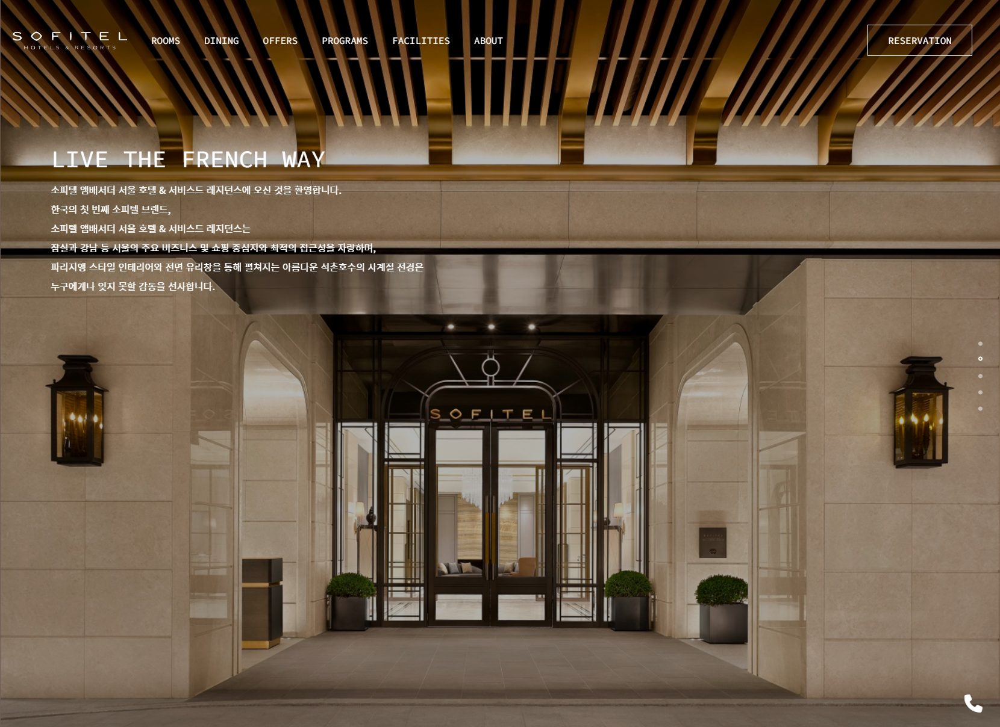 SOFITEL
HOTELS & RESORTS
ROOMS
DINING
OFFERS
PROGRAMS
FACILITIES
ABOUT
RESERVATION
LIVE THE FRENCH WAY
소피텔 앰배서더 서울 호텔 & 서비스드 레지던스에 오신 것을 환영합니다.
한국의 첫 번째 소피텔 브랜드,
소피텔 앰배서더 서울 호텔 & 서비스드 레지던스는
잠실과 강남 등 서울의 주요 비즈니스 및 쇼핑 중심지와 최적의 접근성을 자랑하며,
파리지앵 스타일 인테리어와 전면 유리창을 통해 펼쳐지는 아름다운 석촌호수의 사계절 전경은
누구에게나 잊지 못할 감동을 선사합니다.
SOFITEL